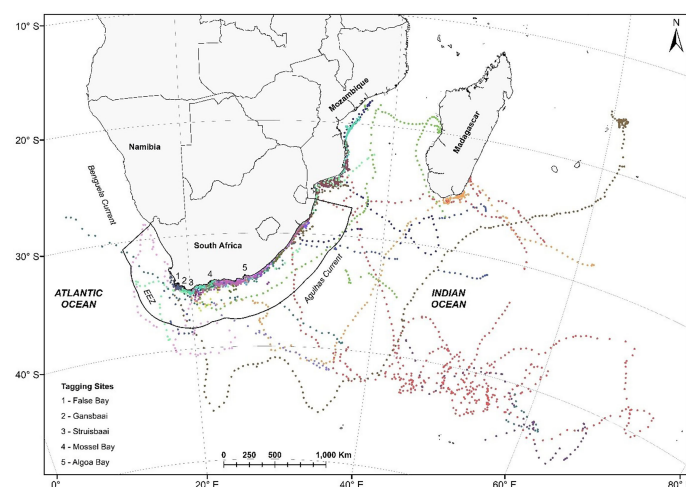 10° S
20° S
30° S
40° S
N
Namibia
Mozambique
Madagascar
Benguela Current
South Africa
1
2
3
4
5
EEZ
Agulhas Current
ATLANTIC
OCEAN
INDIAN
OCEAN
Tagging Sites
1 - False Bay
2 - Gansbaai
3 - Struisbaai
4 - Mossel Bay
5 - Algoa Bay
0 250 500 1,000 Km
0° 20° E 40° E 60° E 80°